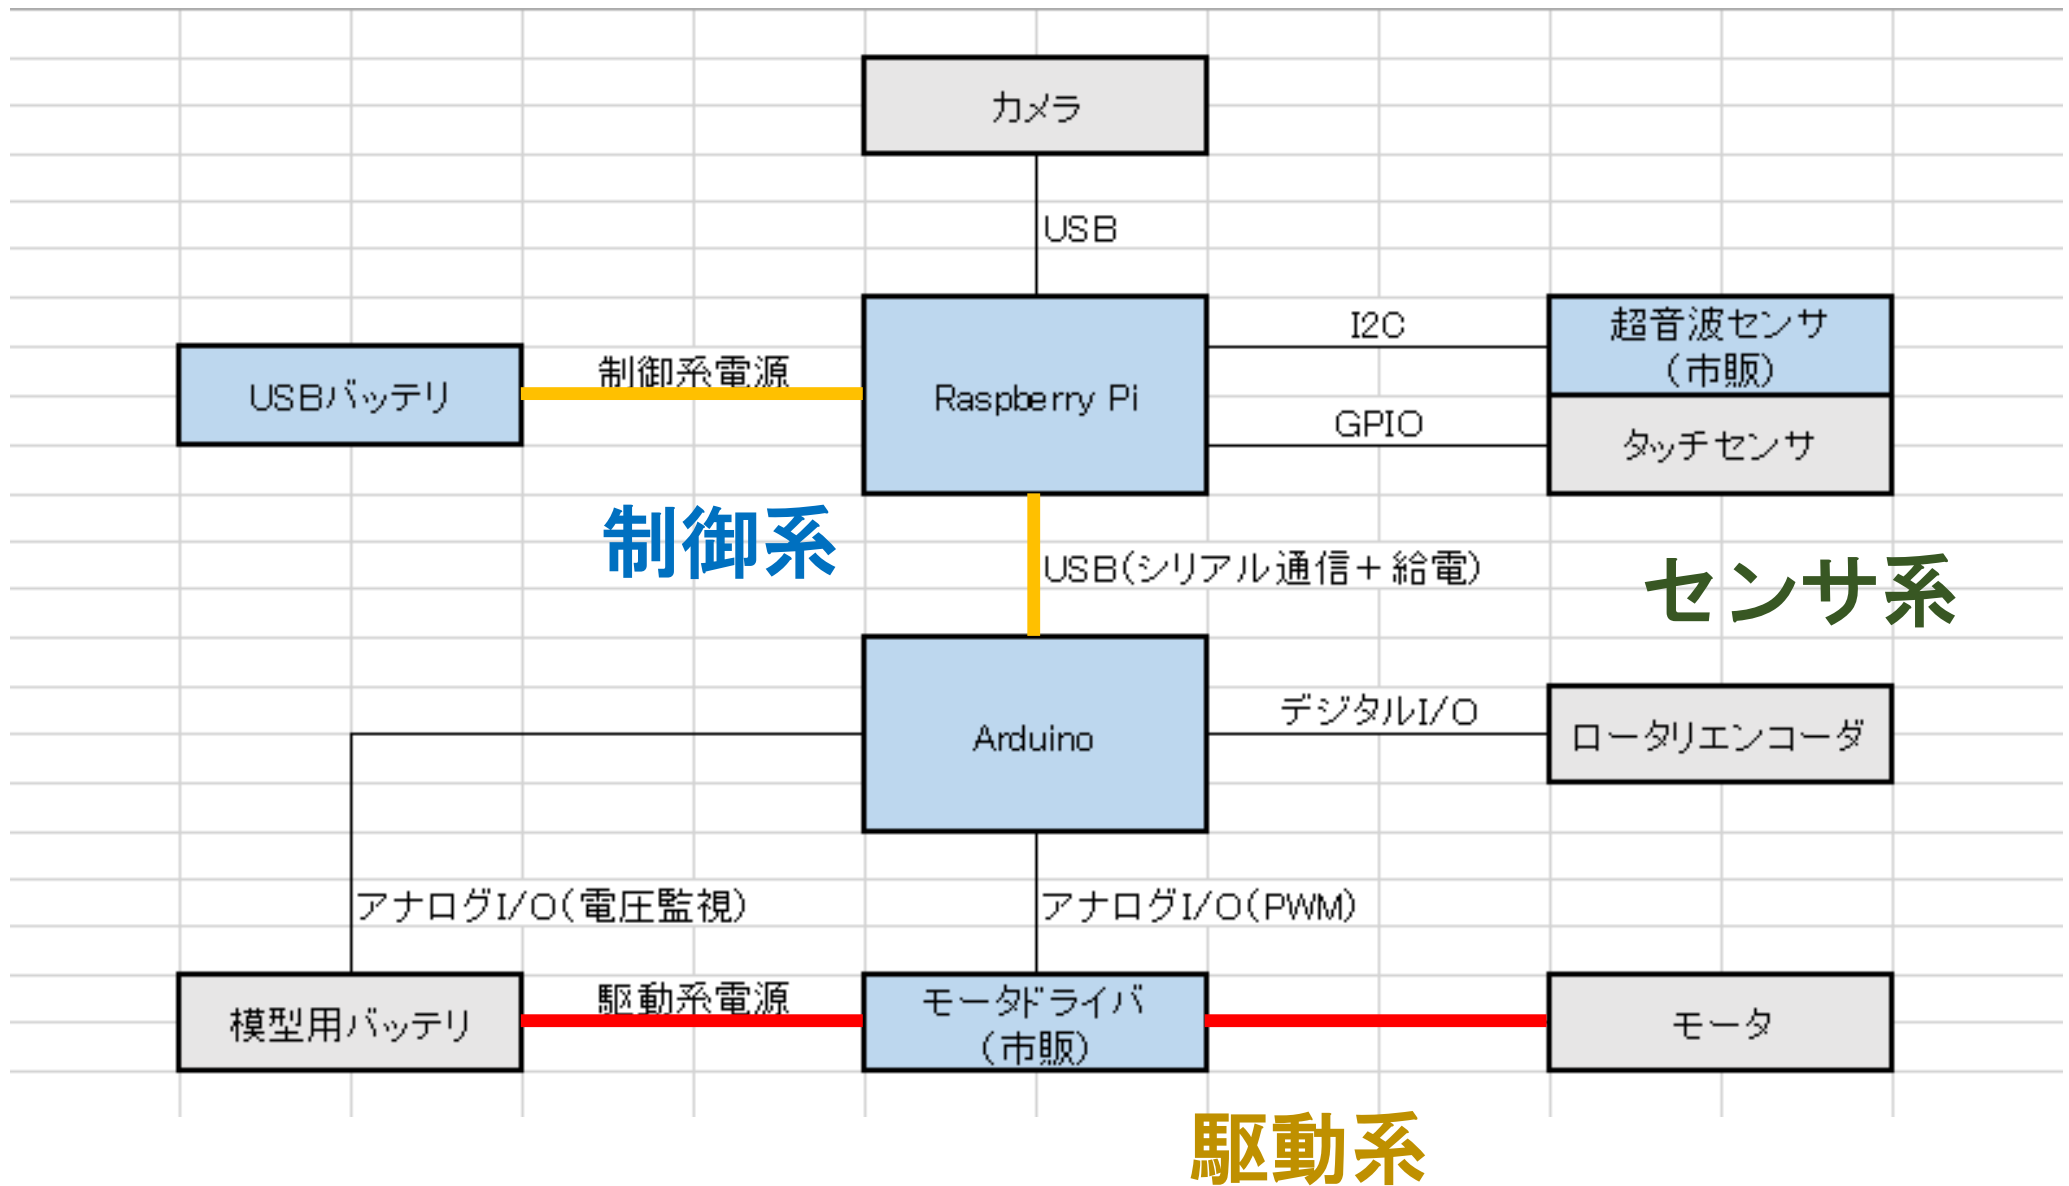 カメラ
USB
I2C
超音波センサ
(市販)
制御系電源
USBバッテリ
Raspberry Pi
GPIO
タッチセンサ
制御系
USB(シリアル通信+給電)
センサ系
デジタルI/O
Arduino
ロータリエンコーダ
アナログI/O(電圧監視)
アナログI/O(PWM)
駆動系電源
模型用バッテリ
モータドライバ
(市販)
モータ
駆動系